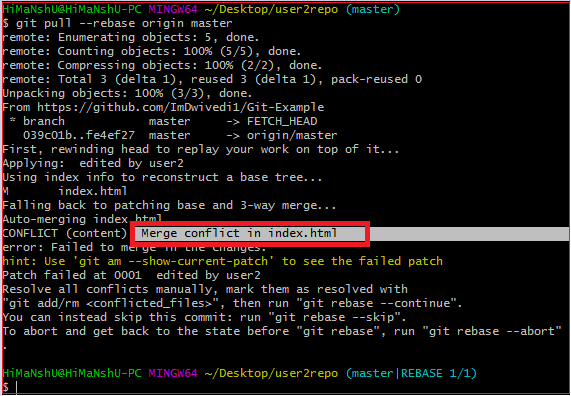 HiMaNshU@HiMaNshU-PC MINGW64 ~/Desktop/user2repo (master)
$ git pull --rebase origin master
remote: Enumerating objects: 5, done.
remote: Counting objects: 100% (5/5), done.
remote: Compressing objects: 100% (2/2), done.
remote: Total 3 (delta 1), reused 3 (delta 1), pack-reused 0
Unpacking objects: 100% (3/3), done.
From https://github.com/ImDwivedi1/Git-Example
 * branch            master     -> FETCH_HEAD
   039c01b..fe4ef27  master     -> origin/master
First, rewinding head to replay your work on top of it...
Applying:  edited by user2
Using index info to reconstruct a base tree...
M       index.html
Falling back to patching base and 3-way merge...
Auto-merging index.html
CONFLICT (content) Merge conflict in index.html
error: Failed to merge in the changes.
hint: Use 'git am --show-current-patch' to see the failed patch
Patch failed at 0001  edited by user2
Resolve all conflicts manually, mark them as resolved with
"git add/rm <conflicted_files>", then run "git rebase --continue".
You can instead skip this commit: run "git rebase --skip".
To abort and get back to the state before "git rebase", run "git rebase --abort"
.
HiMaNshU@HiMaNshU-PC MINGW64 ~/Desktop/user2repo (master|REBASE 1/1)
$